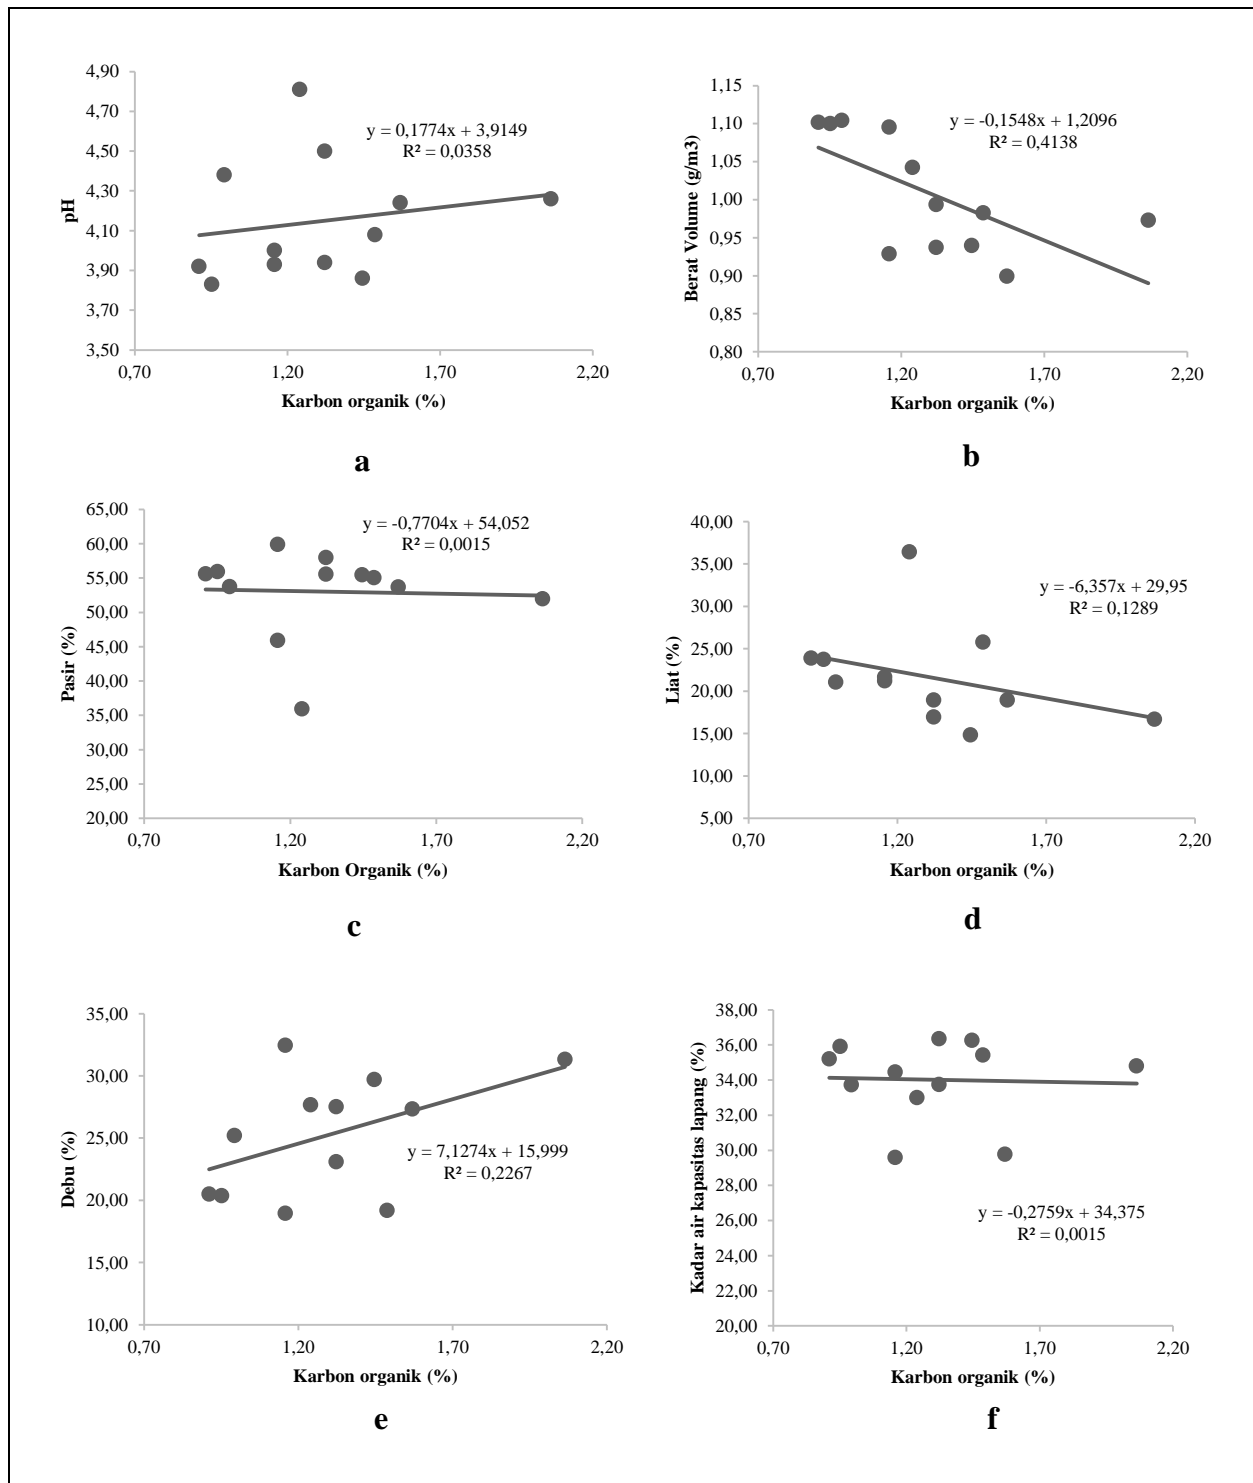 4,90
4,70
4,50
4,30
4,10
3,90
3,70
3,50
pH
y = 0,1774x + 3,9149
R² = 0,0358
0,70 1,20 1,70 2,20
Karbon organik (%)
a
1,15
1,10
1,05
1,00
0,95
0,90
0,85
0,80
Berat Volume (g/m3)
y = -0,1548x + 1,2096
R² = 0,4138
0,70 1,20 1,70 2,20
Karbon organik (%)
b
65,00
60,00
55,00
50,00
45,00
40,00
35,00
30,00
25,00
20,00
Pasir (%)
y = -0,7704x + 54,052
R² = 0,0015
0,70 1,20 1,70 2,20
Karbon Organik (%)
c
40,00
35,00
30,00
25,00
20,00
15,00
10,00
5,00
Liat (%)
y = -6,357x + 29,95
R² = 0,1289
0,70 1,20 1,70 2,20
Karbon organik (%)
d
35,00
30,00
25,00
20,00
15,00
10,00
Debu (%)
y = 7,1274x + 15,999
R² = 0,2267
0,70 1,20 1,70 2,20
Karbon organik (%)
e
38,00
36,00
34,00
32,00
30,00
28,00
26,00
24,00
22,00
20,00
Kadar air kapasitas lapang (%)
y = -0,2759x + 34,375
R² = 0,0015
0,70 1,20 1,70 2,20
Karbon organik (%)
f